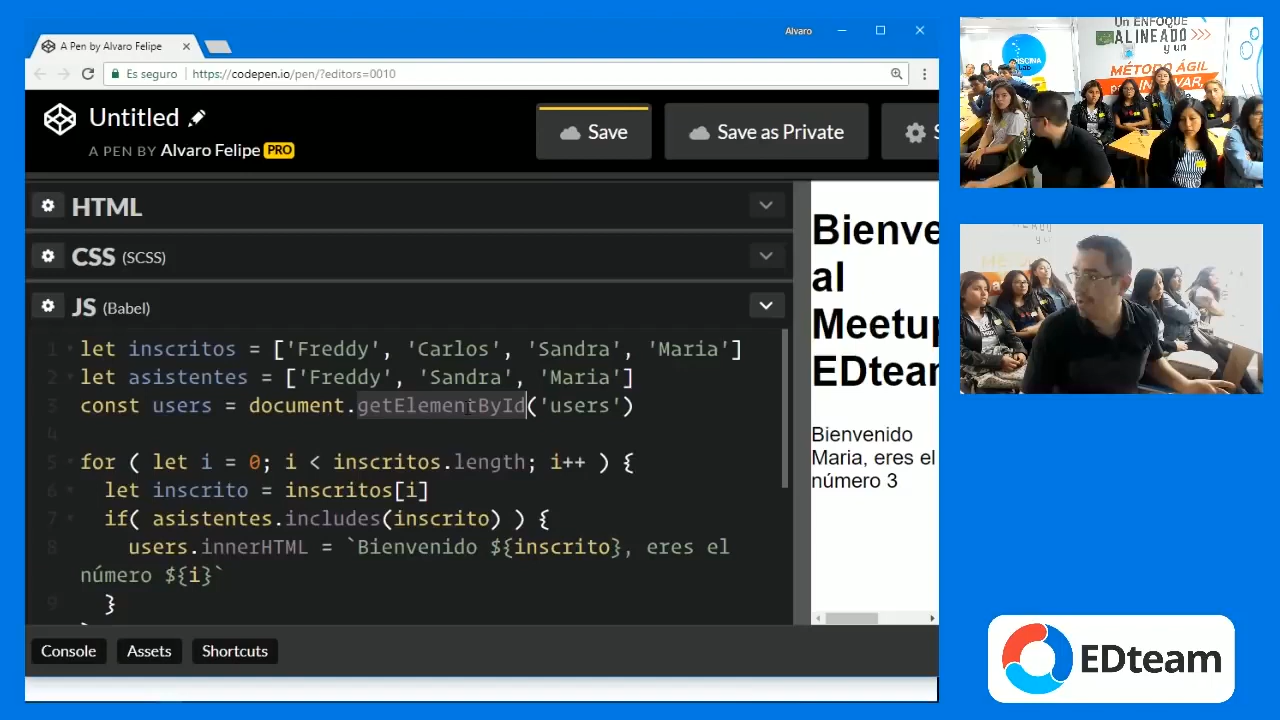 Alvaro
A Pen by Alvaro Felipe
Es seguro
https://codepen.io/pen/?editors=0010
Untitled
A PEN BY Alvaro Felipe PRO
Save
Save as Private
S
HTML
CSS (SCSS)
JS (Babel)
1 let inscritos = ['Freddy', 'Carlos', 'Sandra', 'Maria']
2 let asistentes = ['Freddy', 'Sandra', 'Maria']
3 const users = document.getElementById('users')
4
5 for ( let i = 0; i < inscritos.length; i++ ) {
6 let inscrito = inscritos[i]
7 if( asistentes.includes(inscrito) ) {
8 users.innerHTML = `Bienvenido ${inscrito}, eres el
número ${i}`
9 }
Console
Assets
Shortcuts
Bienve
al
Meetup
EDteam
Bienvenido
Maria, eres el
número 3
Un ENFOQUE
ALINEADO
y un
MÉTODO ÁGIL
EDteam